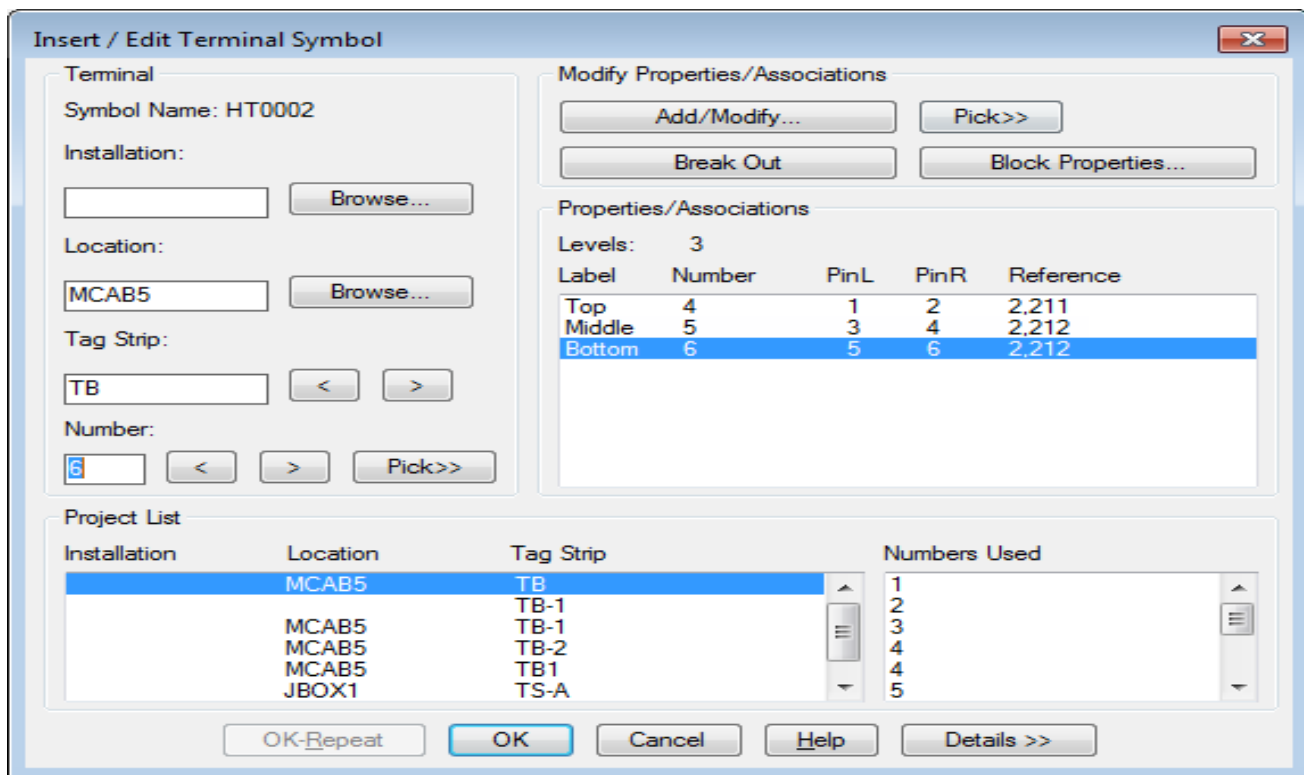 Insert / Edit Terminal Symbol
Terminal
Symbol Name: HT0002
Installation:
Browse...
Location:
MCAB5 Browse...
Tag Strip:
TB < >
Number:
6 < > Pick>>
Modify Properties/Associations
Add/Modify... Pick>>
Break Out Block Properties...
Properties/Associations
Levels: 3
Label Number PinL PinR Reference
Top 4 1 2 2,211
Middle 5 3 4 2,212
Bottom 6 5 6 2,212
Project List
Installation Location Tag Strip
MCAB5 TB
TB-1
MCAB5 TB-1
MCAB5 TB-2
MCAB5 TB1
JBOX1 TS-A
Numbers Used
1
2
3
4
4
5
OK-Repeat OK Cancel Help Details >>